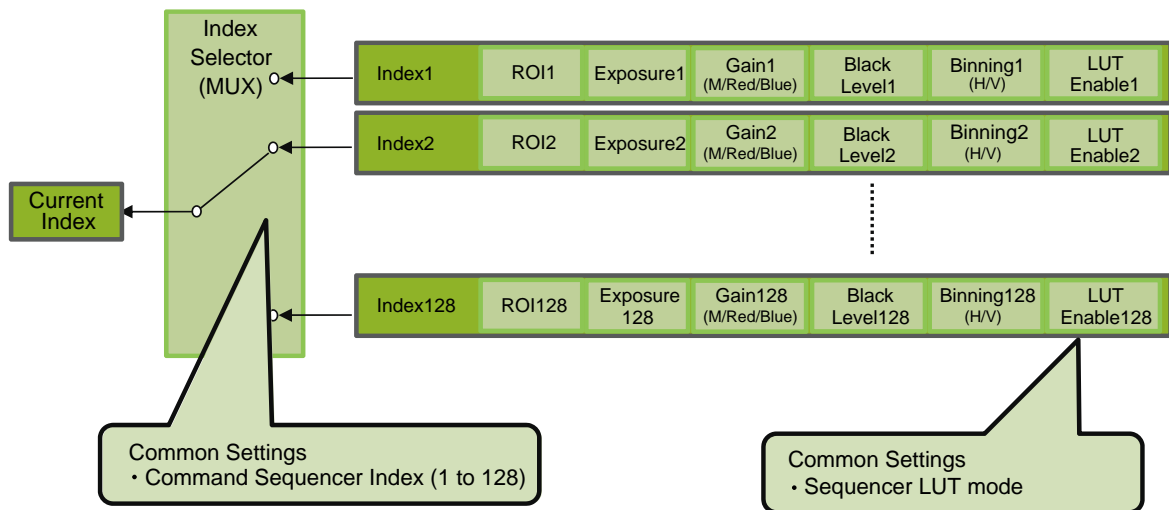 Index
Selector
(MUX)
Current
Index
Index1
ROI1
Exposure1
Gain1
(M/Red/Blue)
Black
Level1
Binning1
(H/V)
LUT
Enable1
Index2
ROI2
Exposure2
Gain2
(M/Red/Blue)
Black
Level2
Binning2
(H/V)
LUT
Enable2
Index128
ROI128
Exposure
128
Gain128
(M/Red/Blue)
Black
Level128
Binning128
(H/V)
LUT
Enable128
Common Settings
・Command Sequencer Index (1 to 128)
Common Settings
・Sequencer LUT mode